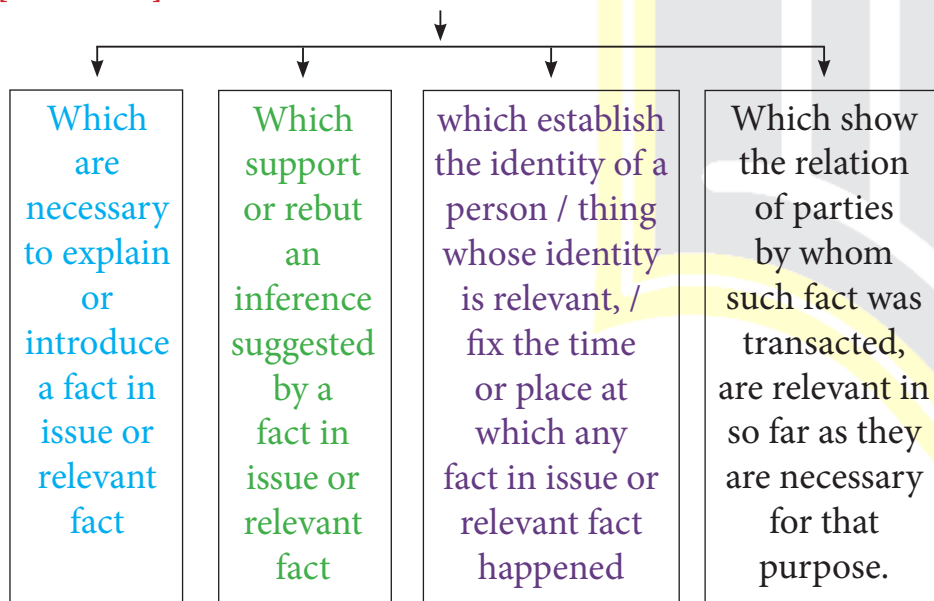 Which
are
necessary
to explain
or
introduce
a fact in
issue or
relevant
fact
Which
support
or rebut
an
inference
suggested
by a
fact in
issue or
relevant
fact
which establish
the identity of a
person / thing
whose identity
is relevant, /
fix the time
or place at
which any
fact in issue or
relevant fact
happened
Which show
the relation
of parties
by whom
such fact was
transacted,
are relevant in
so far as they
are necessary
for that
purpose.